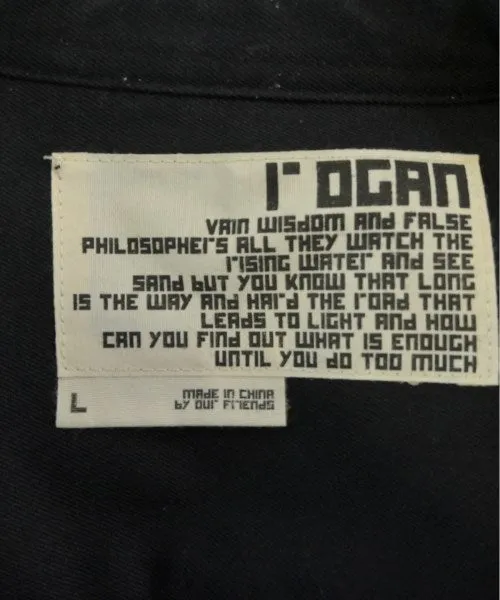 rogan
vain wisdom and false
philosophers all they watch the
rising water and see
sand but you know that long
is the way and hard the road that
leads to light and how
can you find out what is enough
until you do too much
L
made in china
by our friends